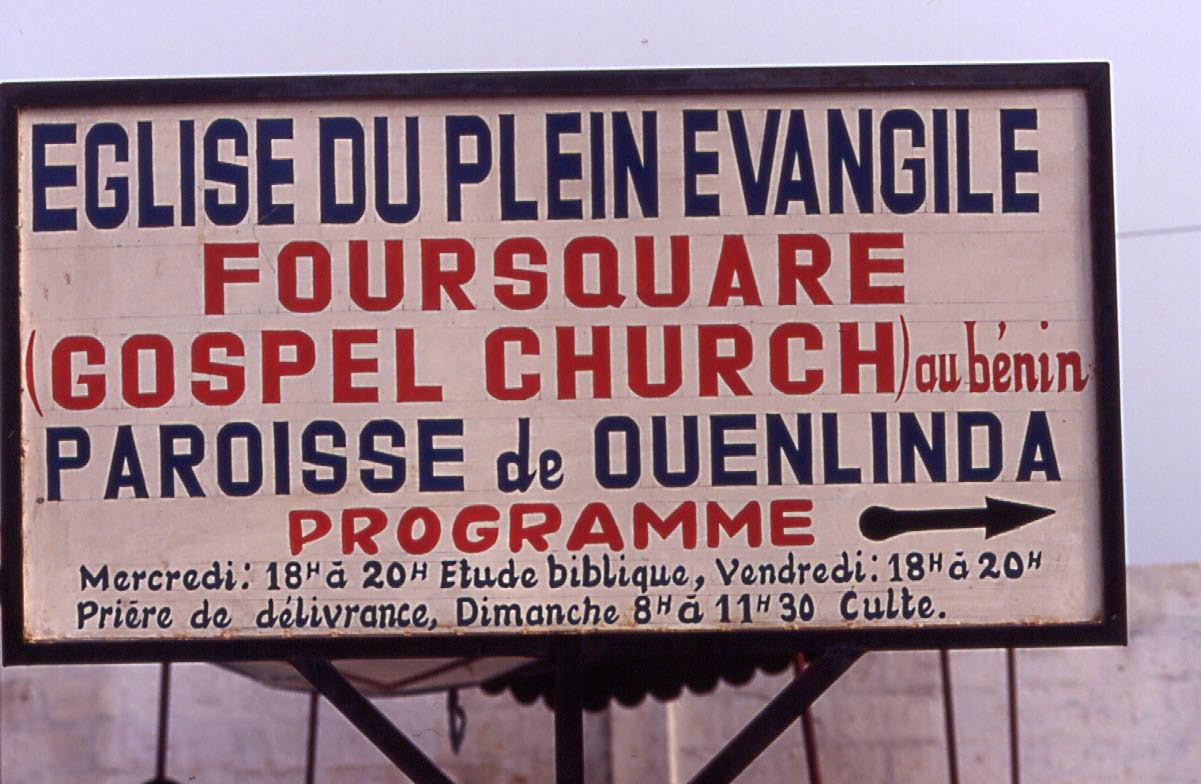 EGLISE DU PLEIN EVANGILE
FOURSQUARE
(GOSPEL CHURCH) au bénin
PAROISSE de OUENLINDA
PROGRAMME
Mercredi: 18H à 20H Etude biblique, Vendredi: 18H à 20H
Prière de délivrance, Dimanche 8H à 11H30 Culte.